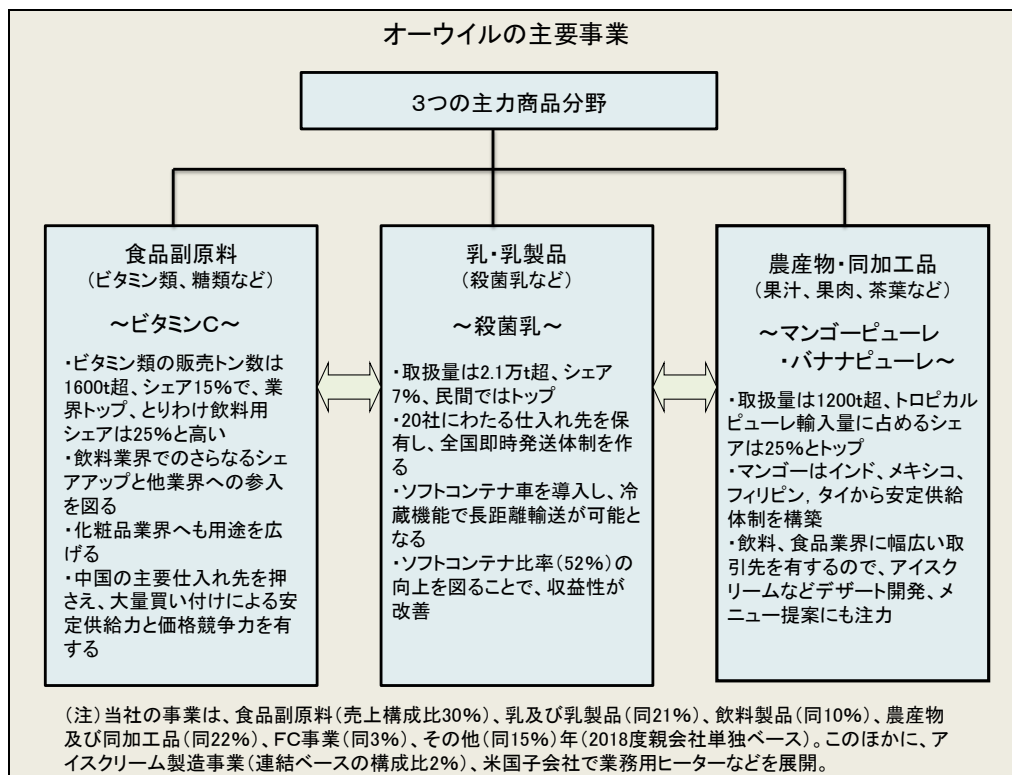 オーウイルの主要事業
3つの主力商品分野
食品副原料
(ビタミン類、糖類など)
～ビタミンC～
・ビタミン類の販売トン数は
1600t超、シェア15%で、業
界トップ、とりわけ飲料用
シェアは25%と高い
・飲料業界でのさらなるシェ
アアップと他業界への参入
を図る
・化粧品業界へも用途を広
げる
・中国の主要仕入れ先を押
さえ、大量買い付けによる安
定供給力と価格競争力を有
する
乳・乳製品
(殺菌乳など)
～殺菌乳～
・取扱量は2.1万t超、シェア
7%、民間ではトップ
・20社にわたる仕入れ先を保
有し、全国即時発送体制を作
る
・ソフトコンテナ車を導入し、冷
蔵機能で長距離輸送が可能と
なる
・ソフトコンテナ比率(52%)の
向上を図ることで、収益性が
改善
農産物・同加工品
(果汁、果肉、茶葉など)
～マンゴーピューレ
・バナナピューレ～
・取扱量は1200t超、トロピカル
ピューレ輸入量に占めるシェ
アは25%とトップ
・マンゴーはインド、メキシコ、
フィリピン，タイから安定供給
体制を構築
・飲料、食品業界に幅広い取
引先を有するので、アイスク
リームなどデザート開発、メ
ニュー提案にも注力
(注)当社の事業は、食品副原料(売上構成比30%)、乳及び乳製品(同21%)、飲料製品(同10%)、農産物
及び同加工品(同22%)、FC事業(同3%)、その他(同15%)年(2018度親会社単独ベース)。このほかに、ア
イスクリーム製造事業(連結ベースの構成比2%)、米国子会社で業務用ヒーターなどを展開。